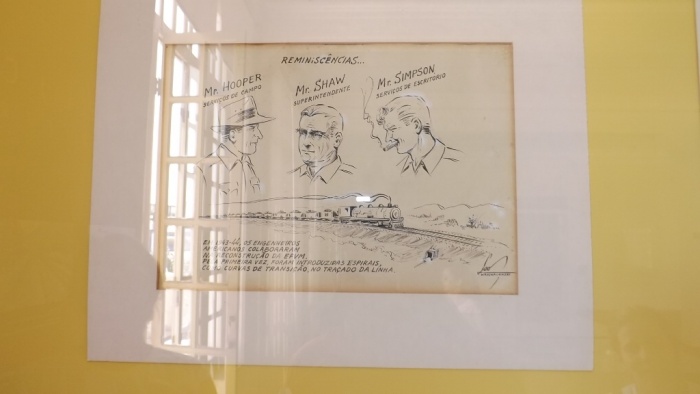 REMINISCÊNCIAS...
Mr. HOOPER
SERVIÇOS DE CAMPO
Mr. SHAW
SUPERINTENDENTE
Mr. SIMPSON
SERVIÇOS DE ESCRITÓRIO
EM 1943-44, OS ENGENHEIROS
AMERICANOS COLABORARAM
NA RECONSTRUÇÃO DA EFVM.
PELA PRIMEIRA VEZ, FORAM INTRODUZIDAS ESPIRAIS,
COMO CURVAS DE TRANSIÇÃO, NO TRAÇADO DA LINHA.